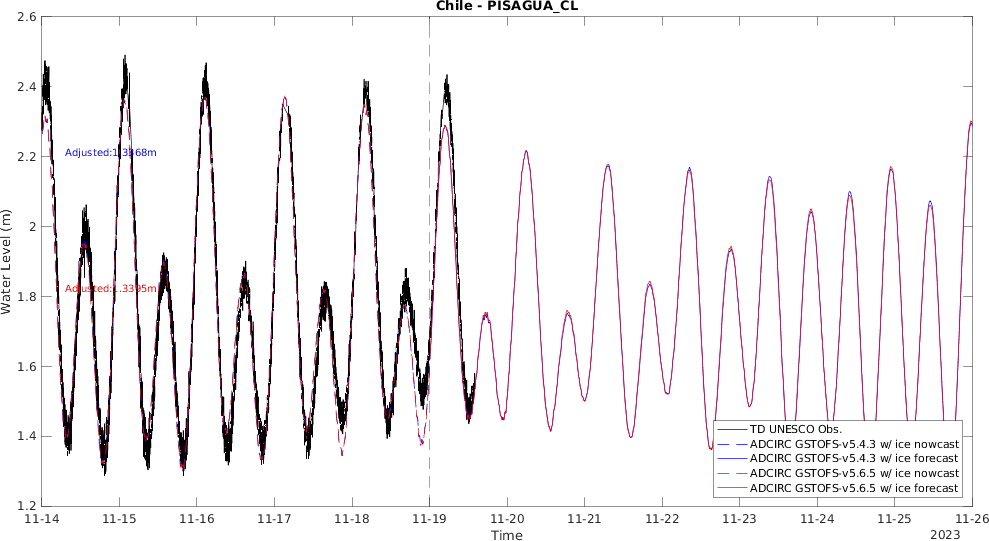 Chile - PISAGUA_CL
2.6
2.4
2.2
2
1.8
1.6
1.4
1.2
Water Level (m)
Adjusted:1.3368m
Adjusted:1.3395m
TD UNESCO Obs.
ADCIRC GSTOFS-v5.4.3 w/ ice nowcast
ADCIRC GSTOFS-v5.4.3 w/ ice forecast
ADCIRC GSTOFS-v5.6.5 w/ ice nowcast
ADCIRC GSTOFS-v5.6.5 w/ ice forecast
11-14 11-15 11-16 11-17 11-18 11-19 11-20 11-21 11-22 11-23 11-24 11-25 11-26
Time
2023